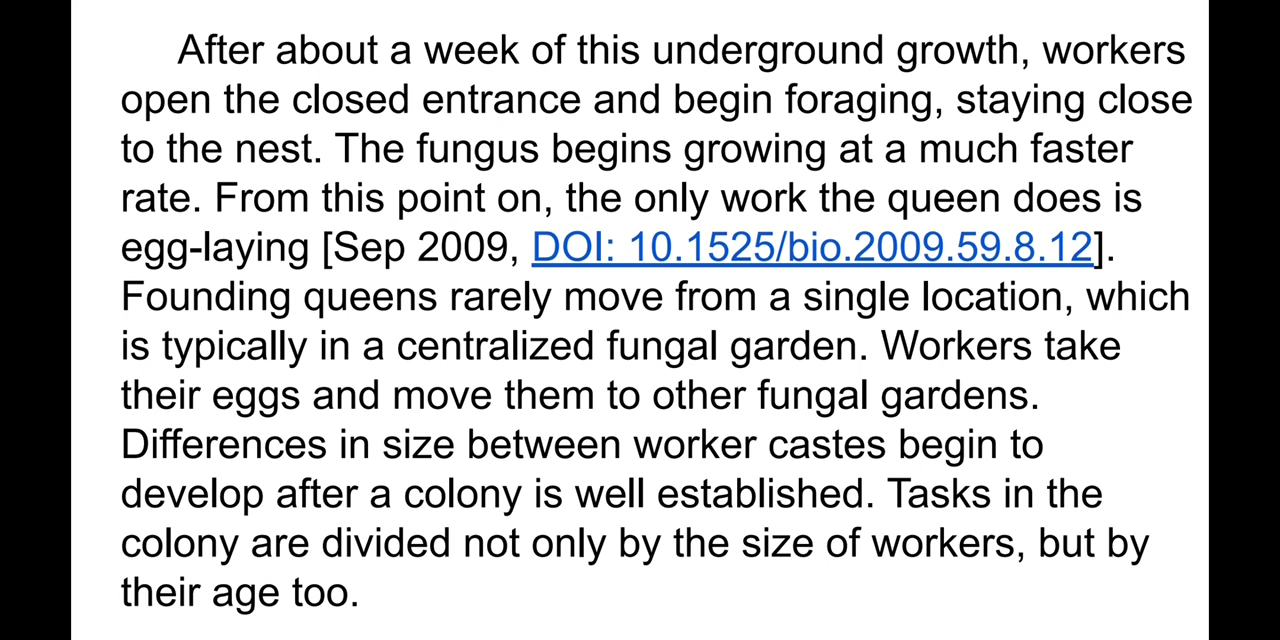 After about a week of this underground growth, workers
open the closed entrance and begin foraging, staying close
to the nest. The fungus begins growing at a much faster
rate. From this point on, the only work the queen does is
egg-laying [Sep 2009, DOI: 10.1525/bio.2009.59.8.12].
Founding queens rarely move from a single location, which
is typically in a centralized fungal garden. Workers take
their eggs and move them to other fungal gardens.
Differences in size between worker castes begin to
develop after a colony is well established. Tasks in the
colony are divided not only by the size of workers, but by
their age too.